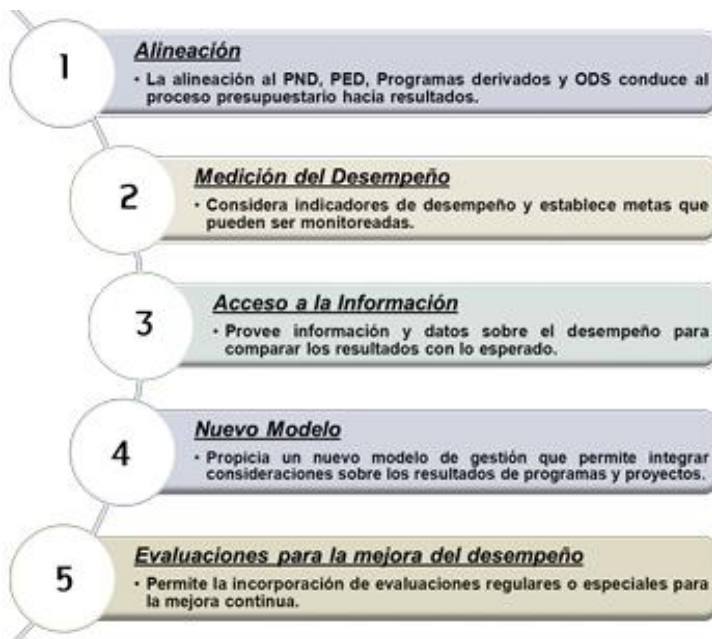 1
Alineación
• La alineación al PND, PED, Programas derivados y ODS conduce al
proceso presupuestario hacia resultados.
2
Medición del Desempeño
• Considera indicadores de desempeño y establece metas que
pueden ser monitoreadas.
3
Acceso a la Información
• Provee información y datos sobre el desempeño para
comparar los resultados con lo esperado.
4
Nuevo Modelo
• Propicia un nuevo modelo de gestión que permite integrar
consideraciones sobre los resultados de programas y proyectos.
5
Evaluaciones para la mejora del desempeño
• Permite la incorporación de evaluaciones regulares o especiales para
la mejora continua.